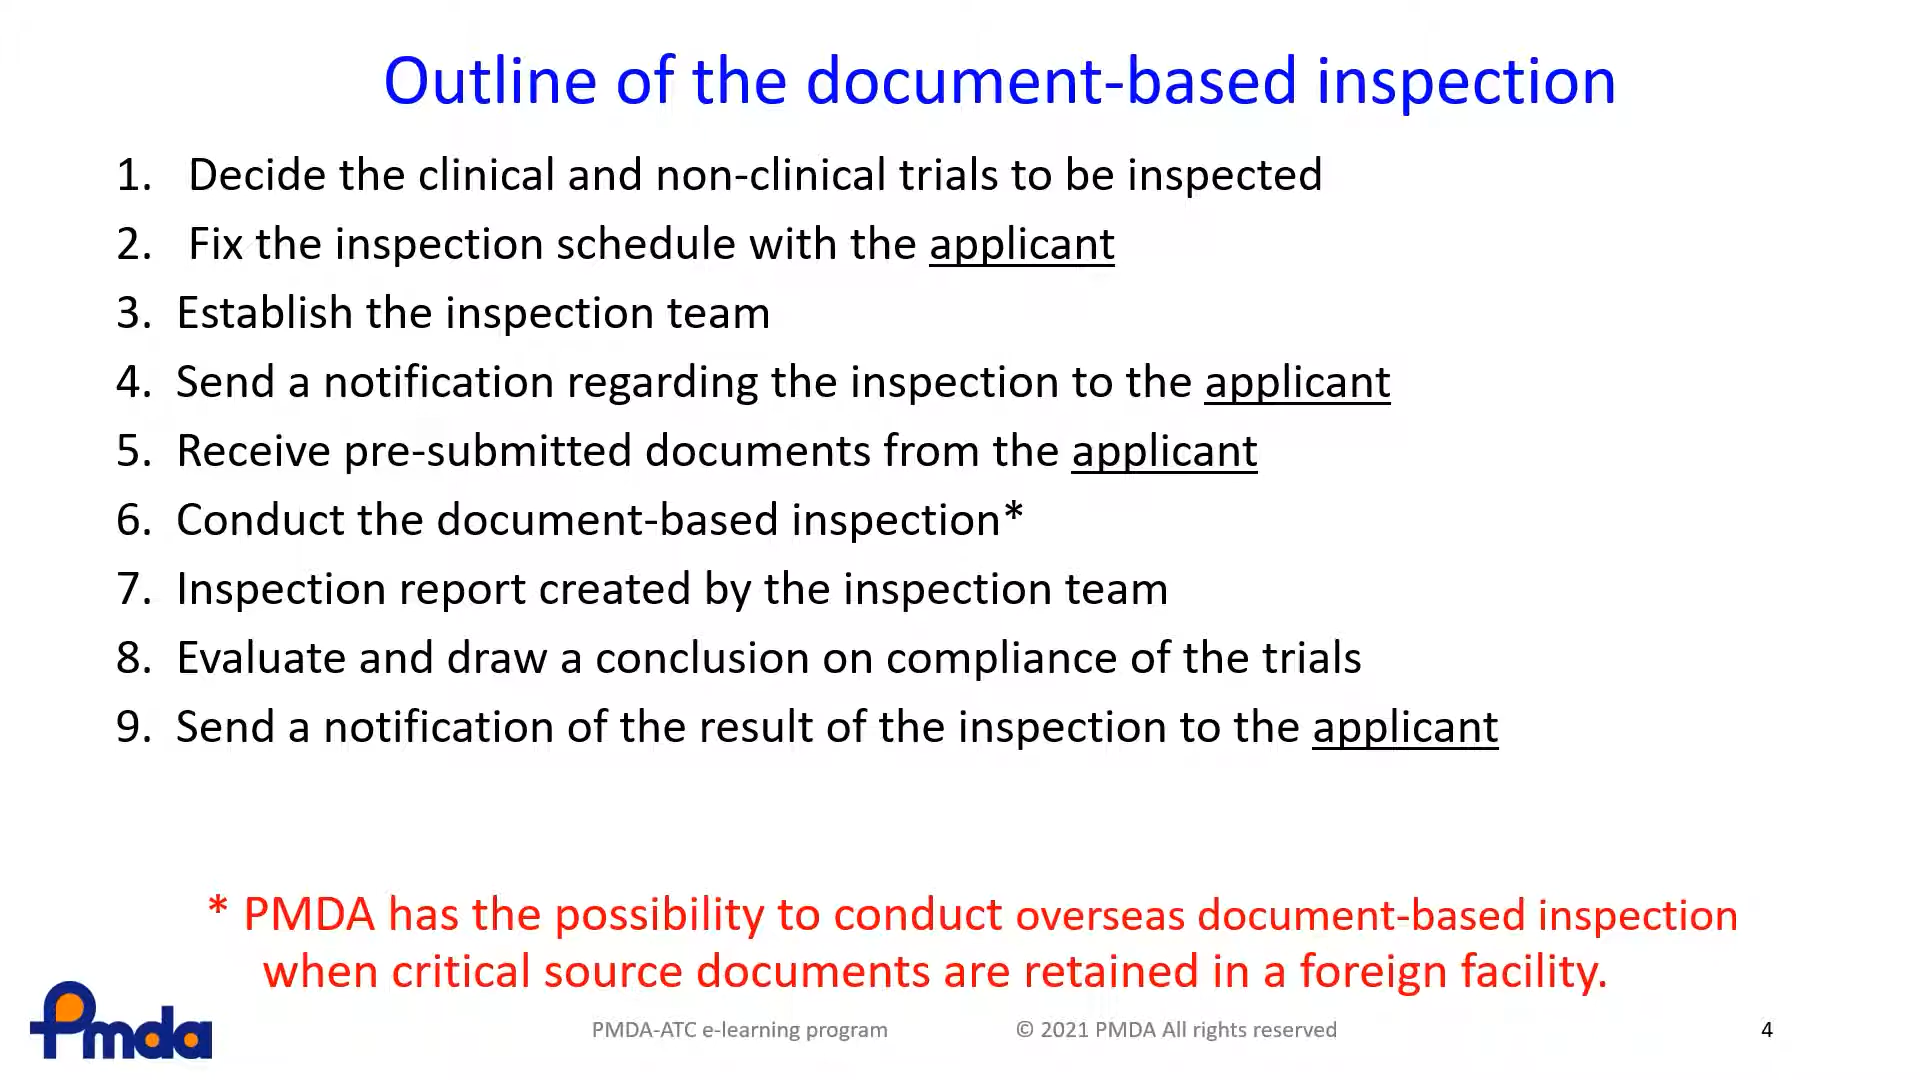 Outline of the document-based inspection
1. Decide the clinical and non-clinical trials to be inspected
2. Fix the inspection schedule with the applicant
3. Establish the inspection team
4. Send a notification regarding the inspection to the applicant
5. Receive pre-submitted documents from the applicant
6. Conduct the document-based inspection*
7. Inspection report created by the inspection team
8. Evaluate and draw a conclusion on compliance of the trials
9. Send a notification of the result of the inspection to the applicant
* PMDA has the possibility to conduct overseas document-based inspection
when critical source documents are retained in a foreign facility.
Pmda
PMDA-ATC e-learning program
© 2021 PMDA All rights reserved
4